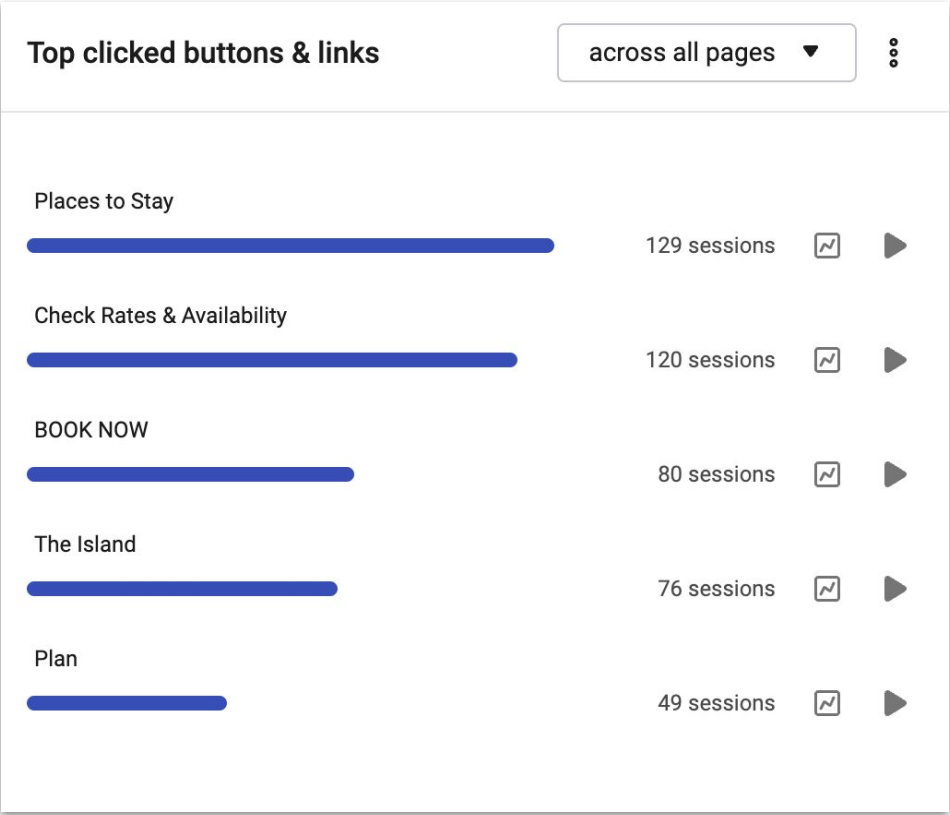 Top clicked buttons & links
across all pages
Places to Stay
129 sessions
Check Rates & Availability
120 sessions
BOOK NOW
80 sessions
The Island
76 sessions
Plan
49 sessions